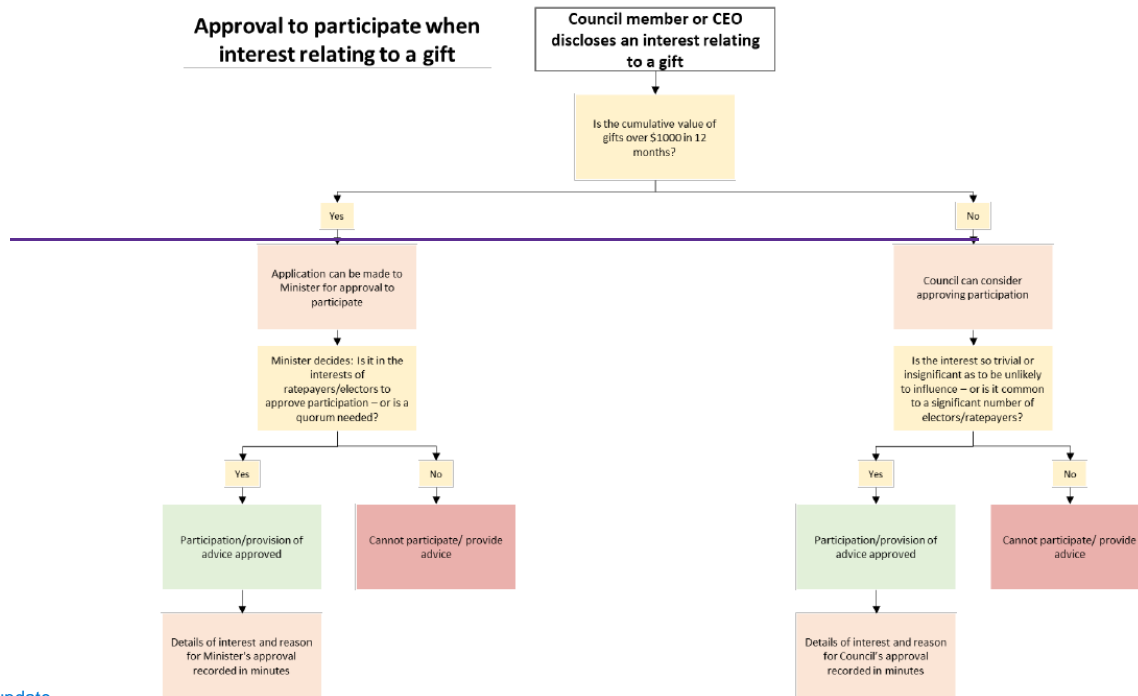 Approval to participate when
interest relating to a gift
Council member or CEO
discloses an interest relating
to a gift
Is the cumulative value of
gifts over $1000 in 12
months?
Yes
No
Application can be made to
Minister for approval to
participate
Council can consider
approving participation
Minister decides: Is it in the
interests of
ratepayers/electors to
approve participation – or is a
quorum needed?
Is the interest so trivial or
insignificant as to be unlikely
to influence – or is it common
to a significant number of
electors/ratepayers?
Yes
No
Yes
No
Participation/provision of
advice approved
Cannot participate/ provide
advice
Participation/provision of
advice approved
Cannot participate/ provide
advice
Details of interest and reason
for Minister's approval
recorded in minutes
Details of interest and reason
for Council's approval
recorded in minutes